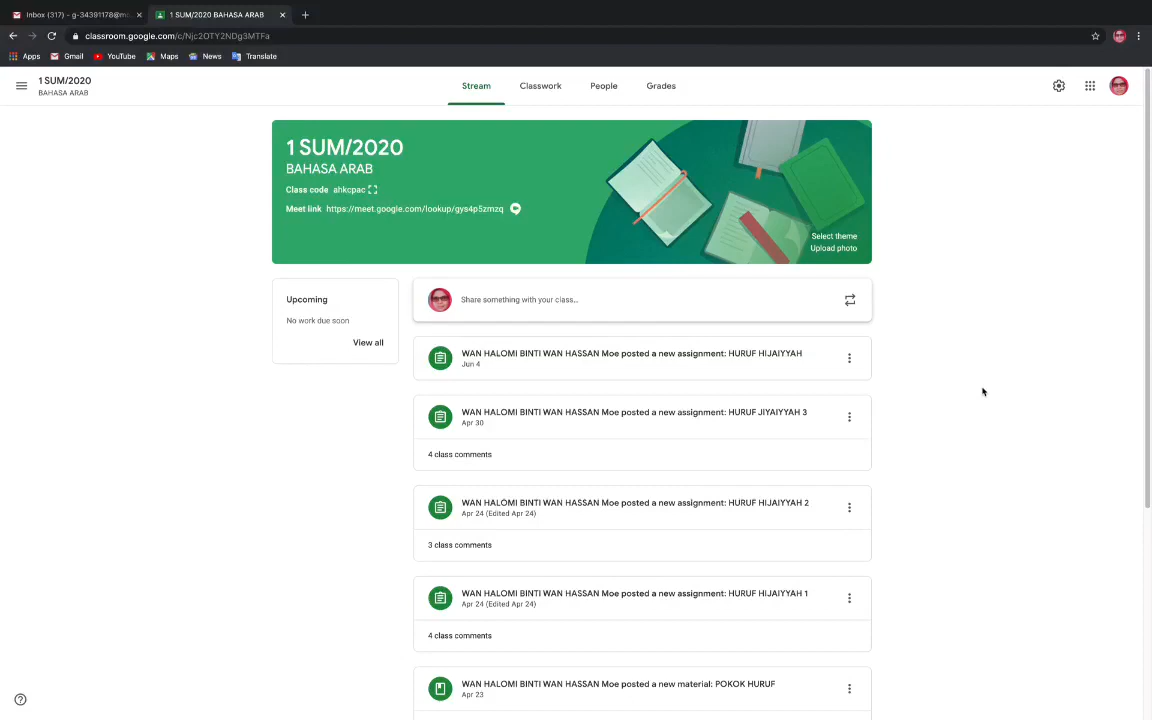 Inbox (317) - g-34391178@m
1 SUM/2020 BAHASA ARAB
classroom.google.com/c/Njc2OTY2NDg3MTFa
Apps
Gmail
YouTube
Maps
News
Translate
1 SUM/2020
BAHASA ARAB
Stream
Classwork
People
Grades
1 SUM/2020
BAHASA ARAB
Class code ahkcpac
Meet link https://meet.google.com/lookup/gys4p5zmzq
Select theme
Upload photo
Upcoming
No work due soon
View all
Share something with your class...
WAN HALOMI BINTI WAN HASSAN Moe posted a new assignment: HURUF HIJAIYYAH
Jun 4
WAN HALOMI BINTI WAN HASSAN Moe posted a new assignment: HURUF JIYAIYYAH 3
Apr 30
4 class comments
WAN HALOMI BINTI WAN HASSAN Moe posted a new assignment: HURUF HIJAIYYAH 2
Apr 24 (Edited Apr 24)
3 class comments
WAN HALOMI BINTI WAN HASSAN Moe posted a new assignment: HURUF HIJAIYYAH 1
Apr 24 (Edited Apr 24)
4 class comments
WAN HALOMI BINTI WAN HASSAN Moe posted a new material: POKOK HURUF
Apr 23